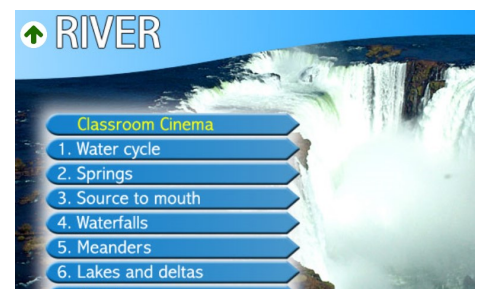 RIVER
Classroom Cinema
1. Water cycle
2. Springs
3. Source to mouth
4. Waterfalls
5. Meanders
6. Lakes and deltas